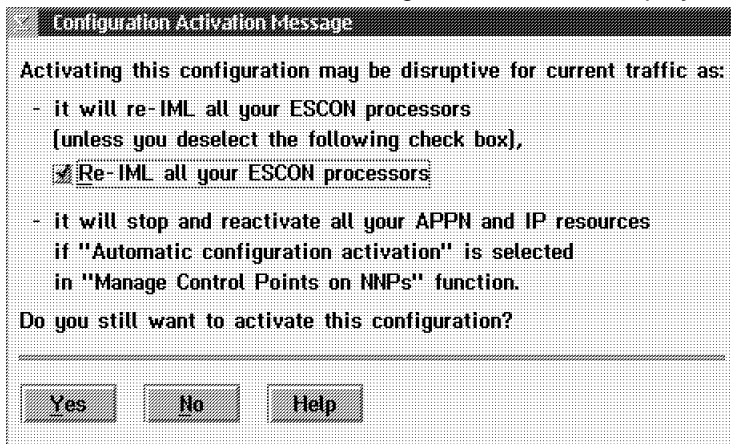 Configuration Activation Message
Activating this configuration may be disruptive for current traffic as:
- it will re-IML all your ESCON processors
(unless you deselect the following check box),
Re-IML all your ESCON processors
- it will stop and reactivate all your APPN and IP resources
if "Automatic configuration activation" is selected
in "Manage Control Points on NNPs" function.
Do you still want to activate this configuration?
Yes No Help